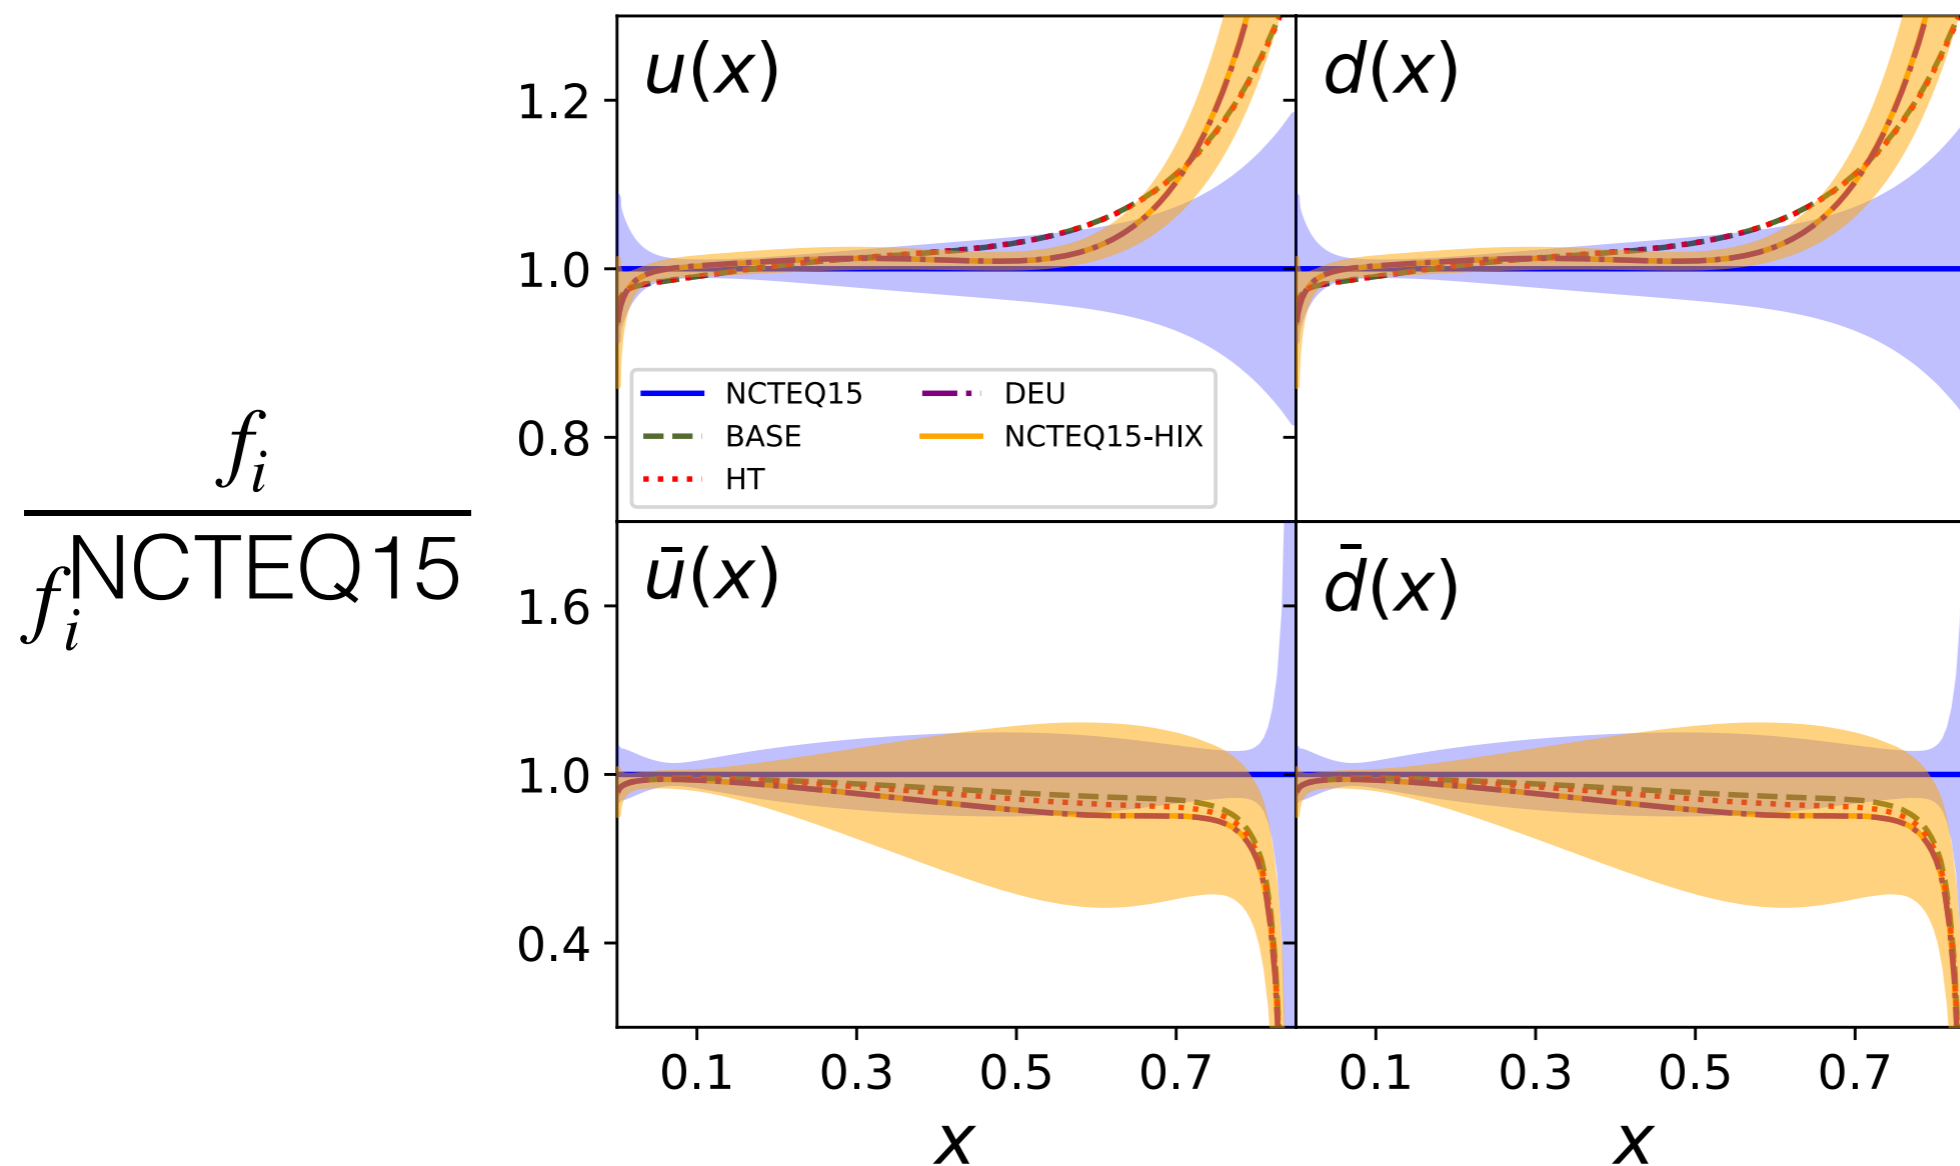 f_i
f_i^NCTEQ15
u(x)
d(x)
1.2
1.0
0.8
NCTEQ15
BASE
HT
DEU
NCTEQ15-HIX
ū(x)
d̄(x)
1.6
1.0
0.4
0.1 0.3 0.5 0.7
0.1 0.3 0.5 0.7
x
x